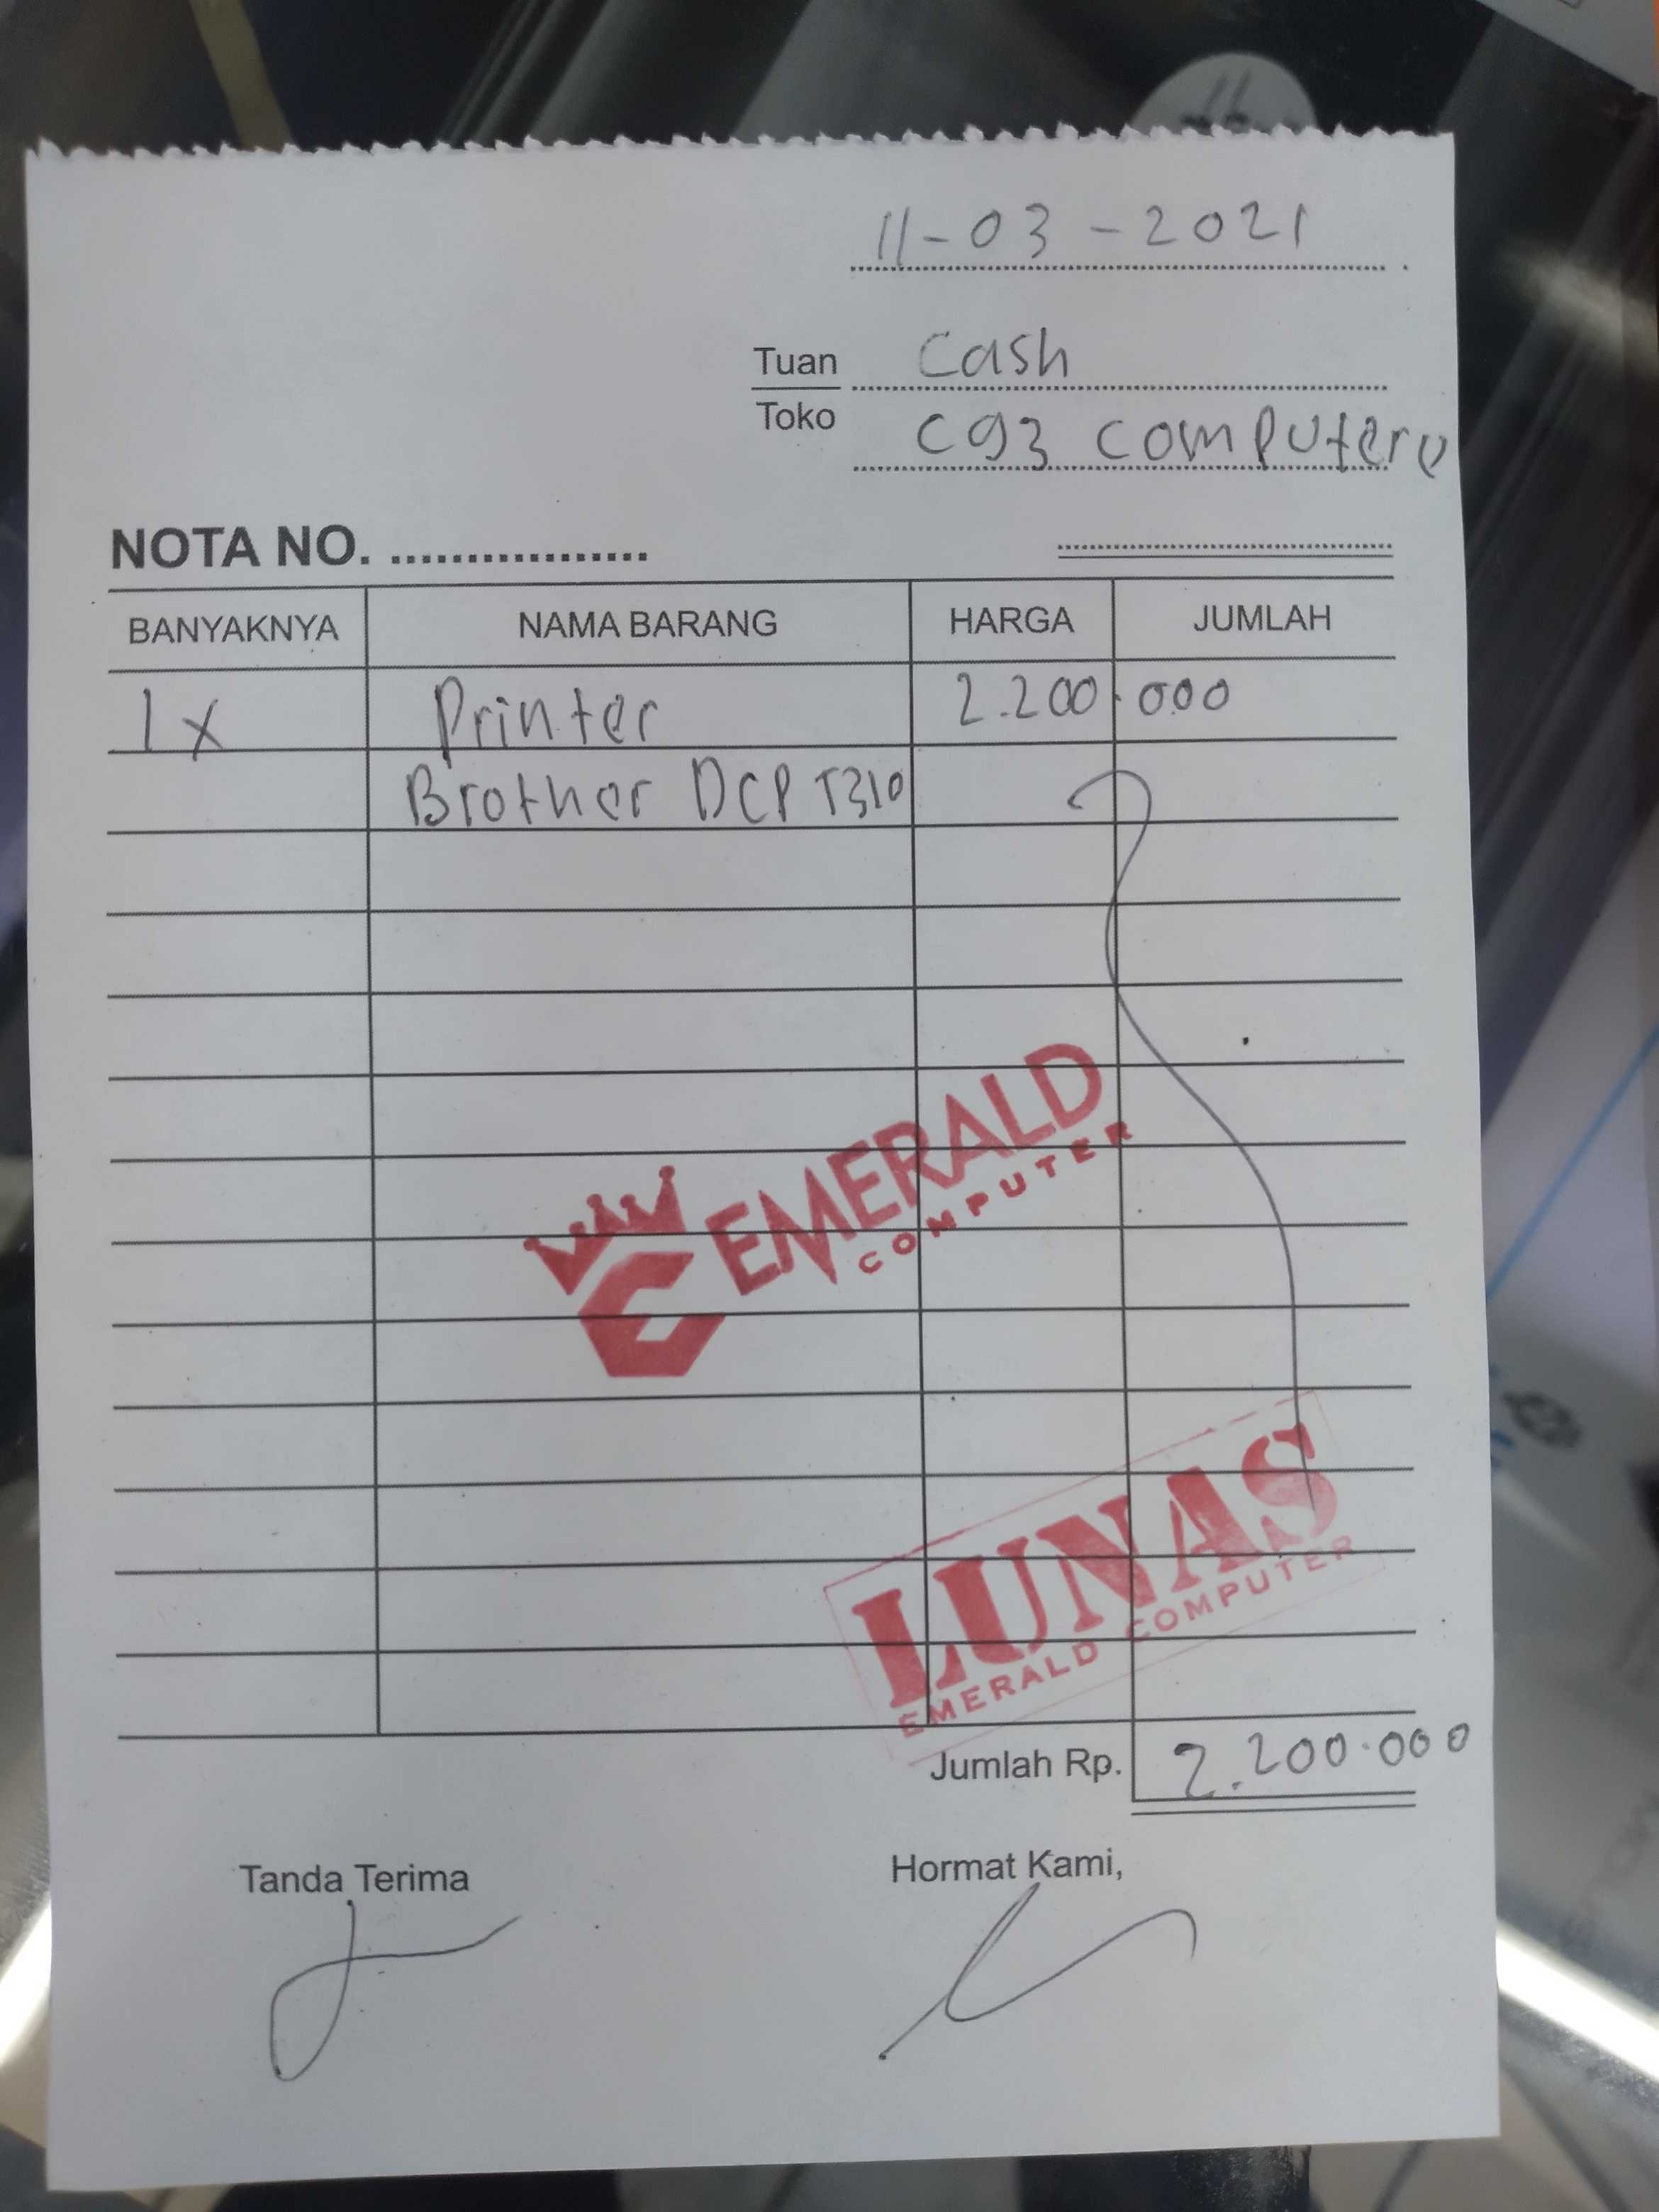 11-03-2021
Tuan Cash
Toko cg3 computeru
NOTA NO. ..................
BANYAKNYA NAMA BARANG HARGA JUMLAH
1x Printer 2.200.000
Brother DCP T310
EMERALD
COMPUTER
LUNAS
EMERALD COMPUTER
Jumlah Rp. 2.200.000
Tanda Terima Hormat Kami,